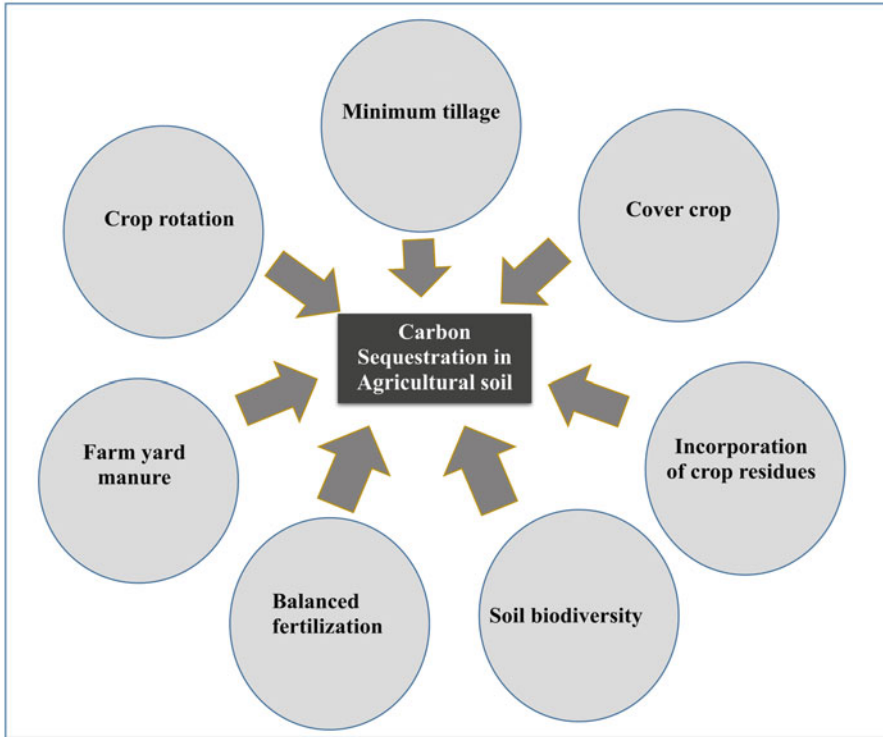 Minimum tillage
Cover crop
Crop rotation
Carbon
Sequestration in
Agricultural soil
Farm yard
manure
Incorporation
of crop residues
Balanced
fertilization
Soil biodiversity